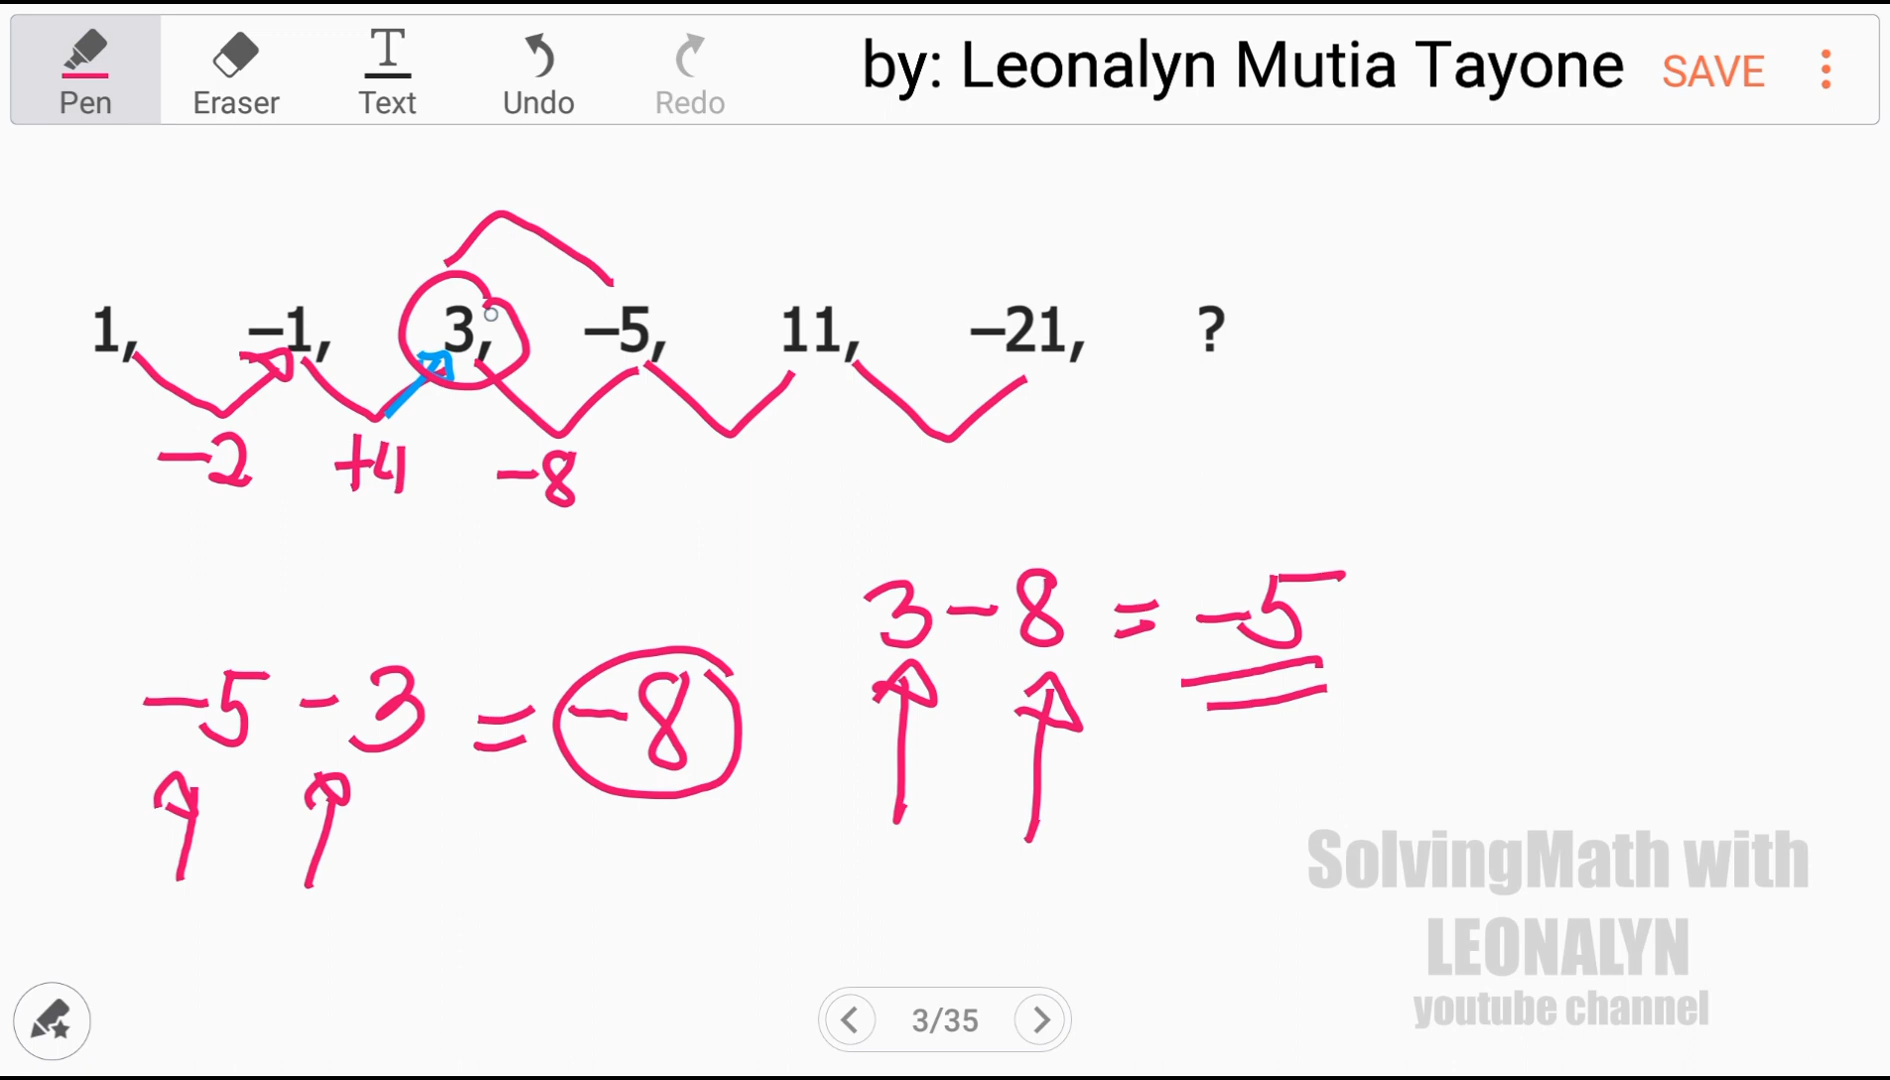 Pen Eraser Text Undo Redo by: Leonalyn Mutia Tayone SAVE
1, –1, 3, –5, 11, –21, ?
-2 +4 -8
3-8 = -5
-5 - 3 = -8
SolvingMath with
LEONALYN
youtube channel
3/35